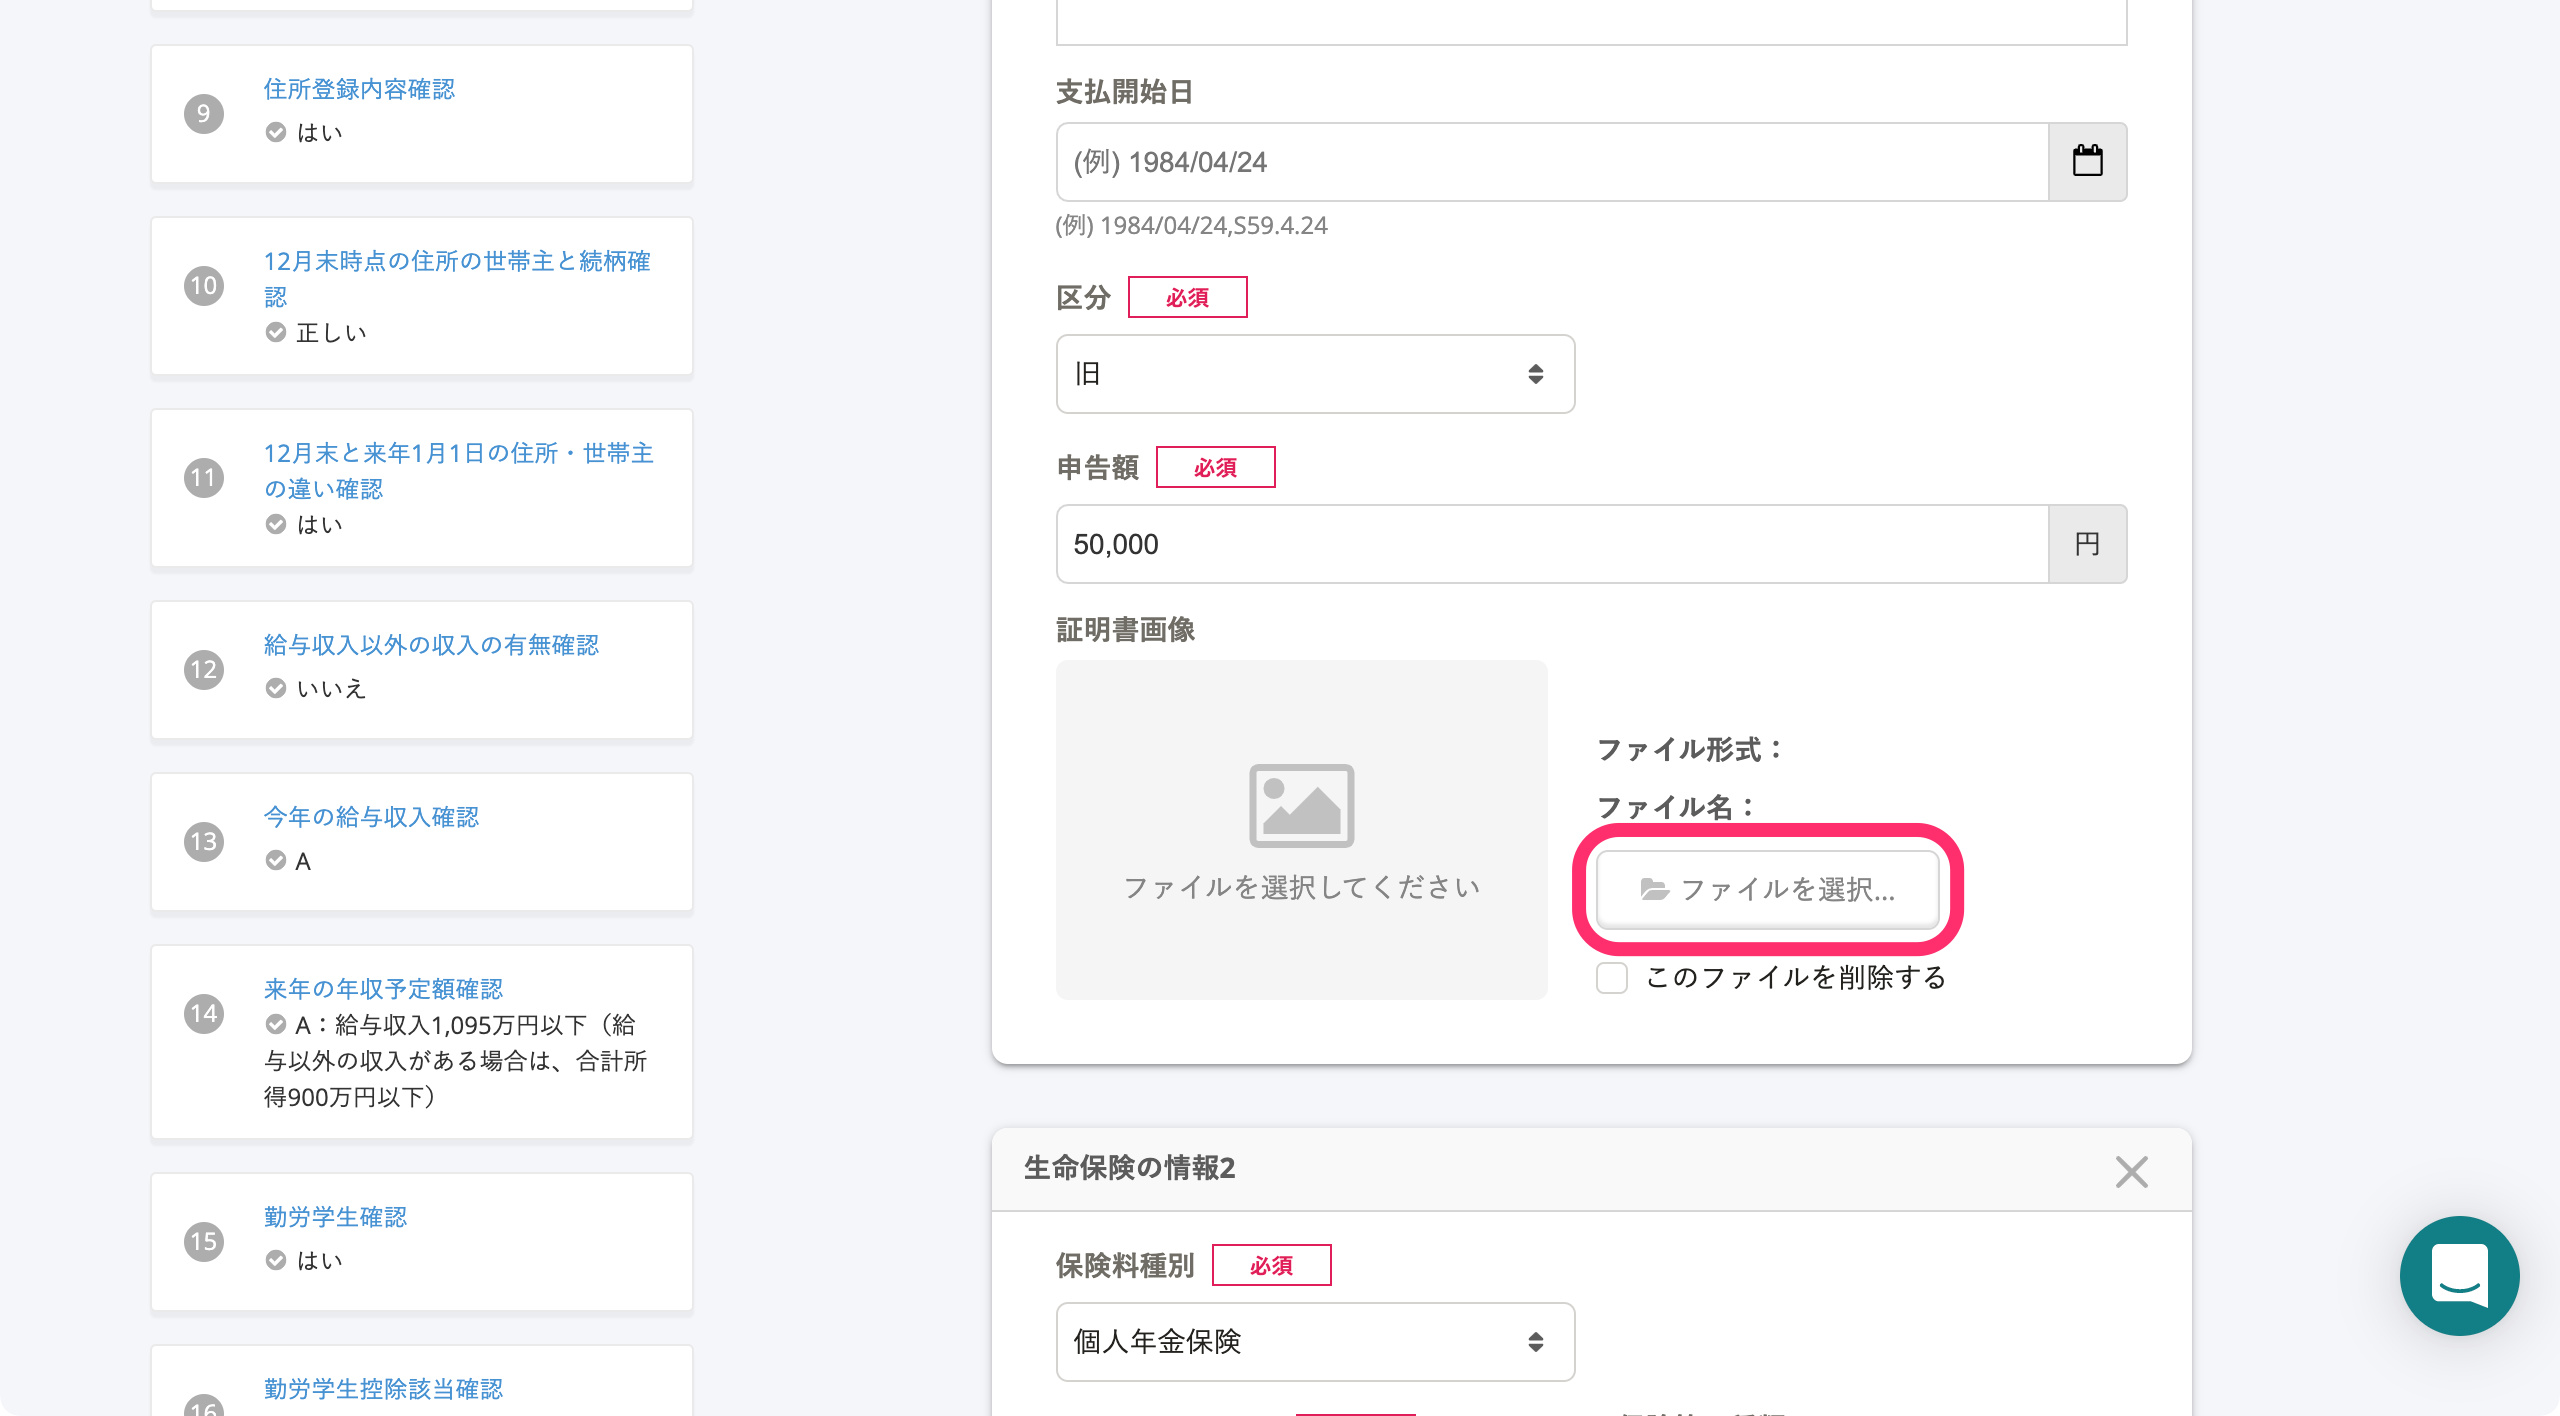 9
住所登録内容確認
はい
10
12月末時点の住所の世帯主と続柄確
認
正しい
11
12月末と来年1月1日の住所・世帯主
の違い確認
はい
12
給与収入以外の収入の有無確認
いいえ
13
今年の給与収入確認
A
14
来年の年収予定額確認
A：給与収入1,095万円以下（給
与以外の収入がある場合は、合計所
得900万円以下）
15
勤労学生確認
はい
16
勤労学生控除該当確認
支払開始日
(例) 1984/04/24
(例) 1984/04/24,S59.4.24
区分 必須
旧
申告額 必須
50,000 円
証明書画像
ファイルを選択してください
ファイル形式：
ファイル名：
ファイルを選択...
このファイルを削除する
生命保険の情報2
保険料種別 必須
個人年金保険